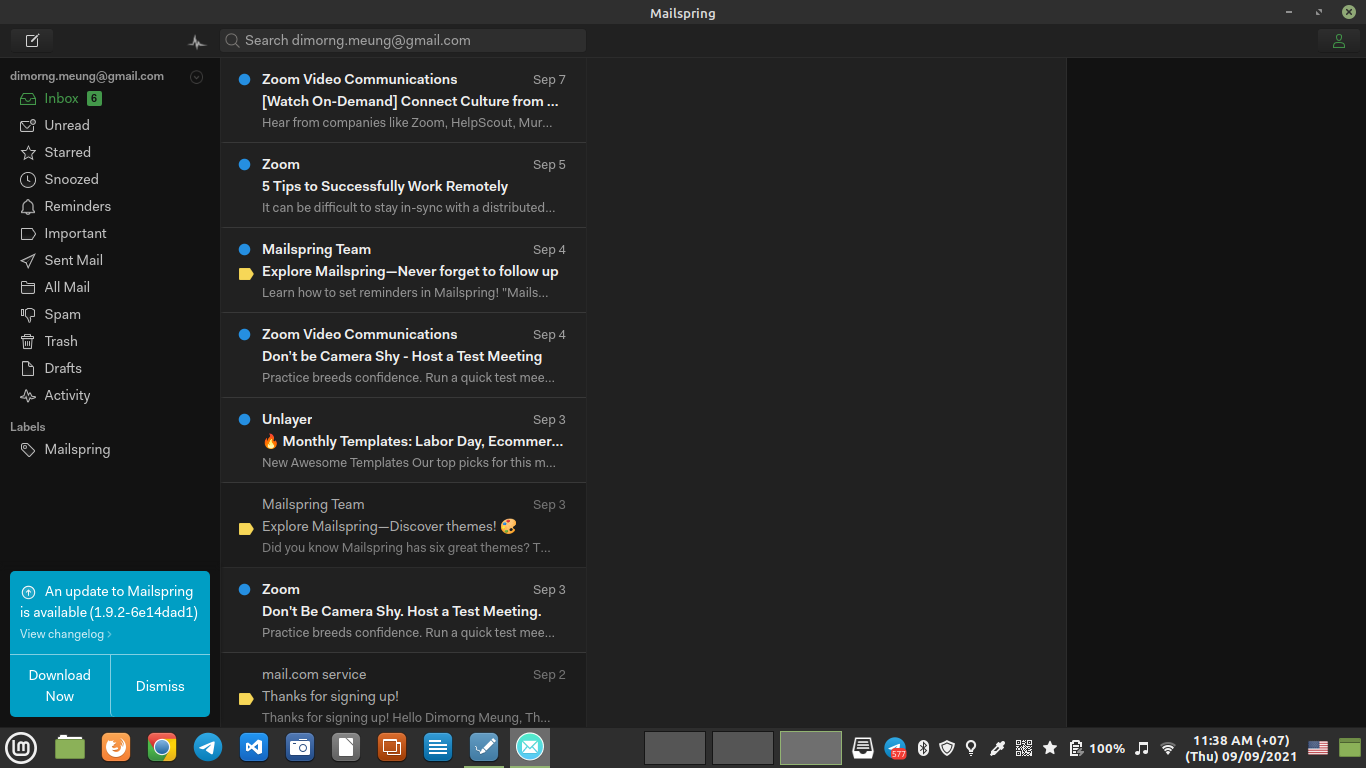 Mailspring
Search dimorng.meung@gmail.com
dimorng.meung@gmail.com
Inbox 6
Unread
Starred
Snoozed
Reminders
Important
Sent Mail
All Mail
Spam
Trash
Drafts
Activity
Labels
Mailspring
An update to Mailspring
is available (1.9.2-6e14dad1)
View changelog ›
Download
Now
Dismiss
Zoom Video Communications Sep 7
[Watch On-Demand] Connect Culture from ...
Hear from companies like Zoom, HelpScout, Mur...
Zoom Sep 5
5 Tips to Successfully Work Remotely
It can be difficult to stay in-sync with a distributed...
Mailspring Team Sep 4
Explore Mailspring—Never forget to follow up
Learn how to set reminders in Mailspring! "Mails...
Zoom Video Communications Sep 4
Don't be Camera Shy - Host a Test Meeting
Practice breeds confidence. Run a quick test mee...
Unlayer Sep 3
🔥 Monthly Templates: Labor Day, Ecommer...
New Awesome Templates Our top picks for this m...
Mailspring Team Sep 3
Explore Mailspring—Discover themes! 🎨
Did you know Mailspring has six great themes? T...
Zoom Sep 3
Don't Be Camera Shy. Host a Test Meeting.
Practice breeds confidence. Run a quick test mee...
mail.com service Sep 2
Thanks for signing up!
Thanks for signing up! Hello Dimorng Meung, Th...
577
100%
11:38 AM (+07)
(Thu) 09/09/2021